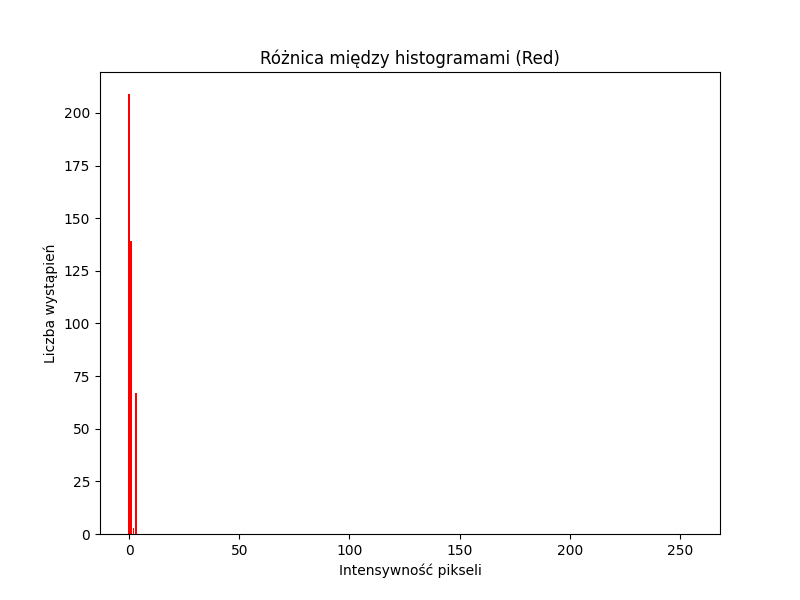 Różnica między histogramami (Red)
Liczba wystąpień
200
175
150
125
100
75
50
25
0
0 50 100 150 200 250
Intensywność pikseli